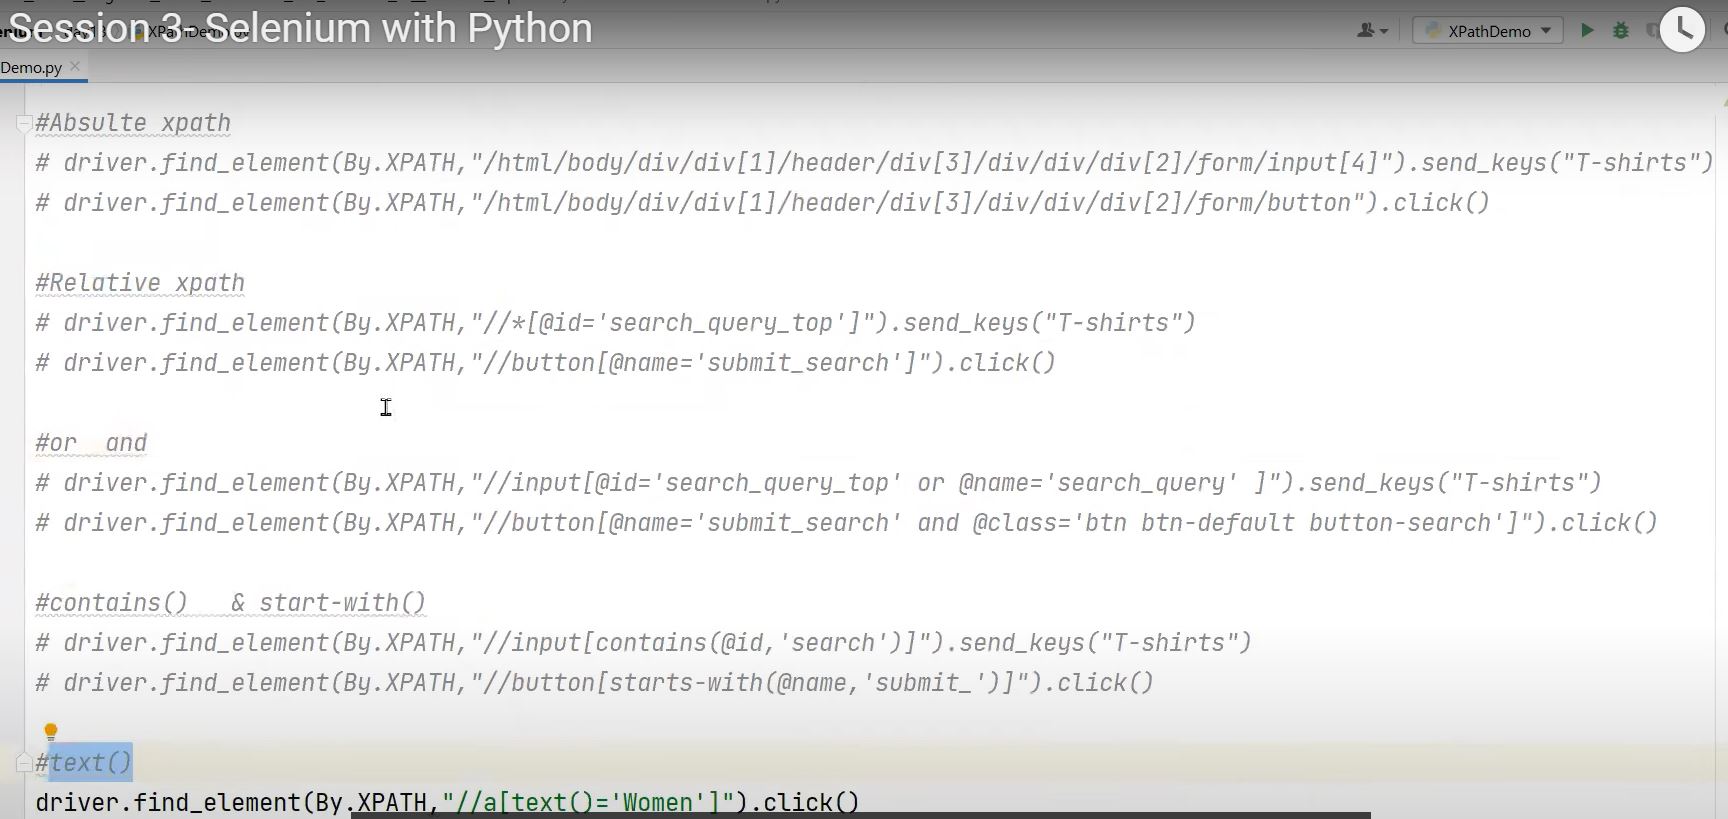 Session 3- Selenium with Python
XPathDemo
Demo.py
#Absulte xpath
# driver.find_element(By.XPATH,"/html/body/div/div[1]/header/div[3]/div/div/div[2]/form/input[4]").send_keys("T-shirts")
# driver.find_element(By.XPATH,"/html/body/div/div[1]/header/div[3]/div/div/div[2]/form/button").click()
#Relative xpath
# driver.find_element(By.XPATH,"//*[@id='search_query_top']").send_keys("T-shirts")
# driver.find_element(By.XPATH,"//button[@name='submit_search']").click()
#or  and
# driver.find_element(By.XPATH,"//input[@id='search_query_top' or @name='search_query' ]").send_keys("T-shirts")
# driver.find_element(By.XPATH,"//button[@name='submit_search' and @class='btn btn-default button-search']").click()
#contains()   & start-with()
# driver.find_element(By.XPATH,"//input[contains(@id,'search')]").send_keys("T-shirts")
# driver.find_element(By.XPATH,"//button[starts-with(@name,'submit_')]").click()
#text()
driver.find_element(By.XPATH,"//a[text()='Women']").click()